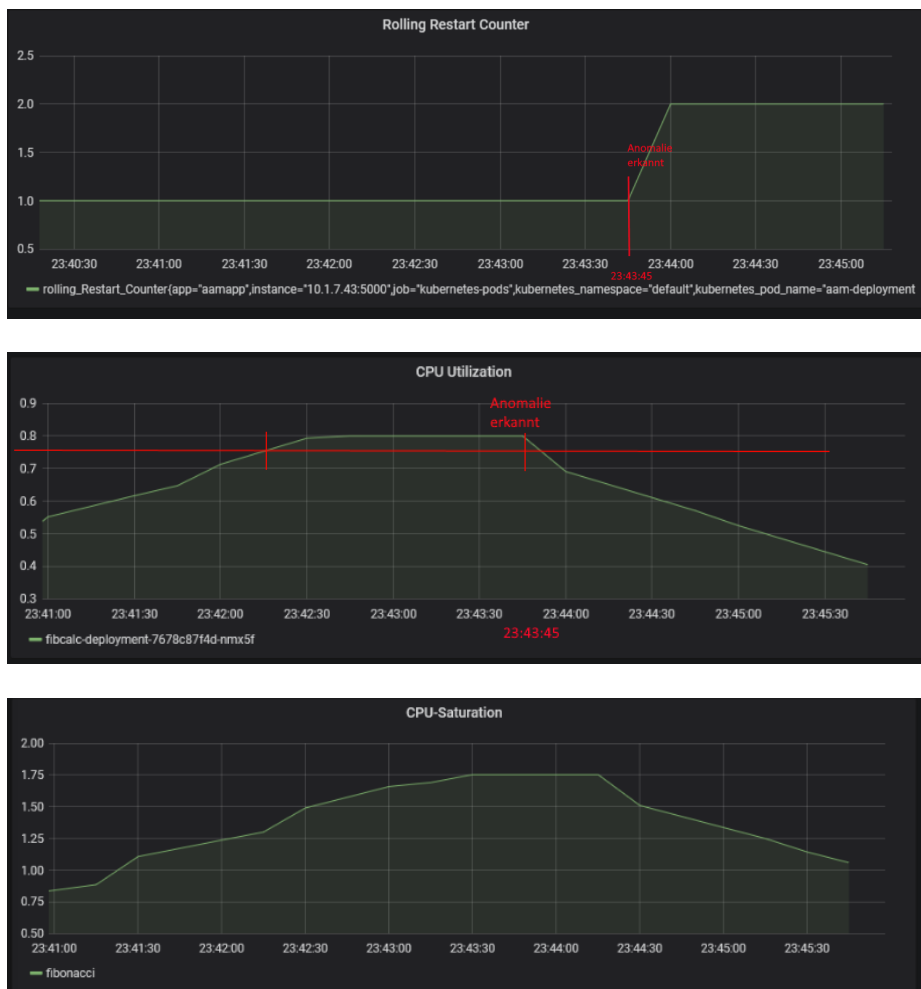 Rolling Restart Counter
2.5
2.0
1.5
1.0
0.5
Anomalie
erkannt
23:40:30 23:41:00 23:41:30 23:42:00 23:42:30 23:43:00 23:43:30 23:44:00 23:44:30 23:45:00
23:43:45
rolling_Restart_Counter{app="aamapp",instance="10.1.7.43:5000",job="kubernetes-pods",kubernetes_namespace="default",kubernetes_pod_name="aam-deployment
CPU Utilization
Anomalie
erkannt
0.9
0.8
0.7
0.6
0.5
0.4
0.3
23:41:00 23:41:30 23:42:00 23:42:30 23:43:00 23:43:30 23:44:00 23:44:30 23:45:00 23:45:30
23:43:45
fibcalc-deployment-7678c87f4d-nmx5f
CPU-Saturation
2.00
1.75
1.50
1.25
1.00
0.75
0.50
23:41:00 23:41:30 23:42:00 23:42:30 23:43:00 23:43:30 23:44:00 23:44:30 23:45:00 23:45:30
fibonacci